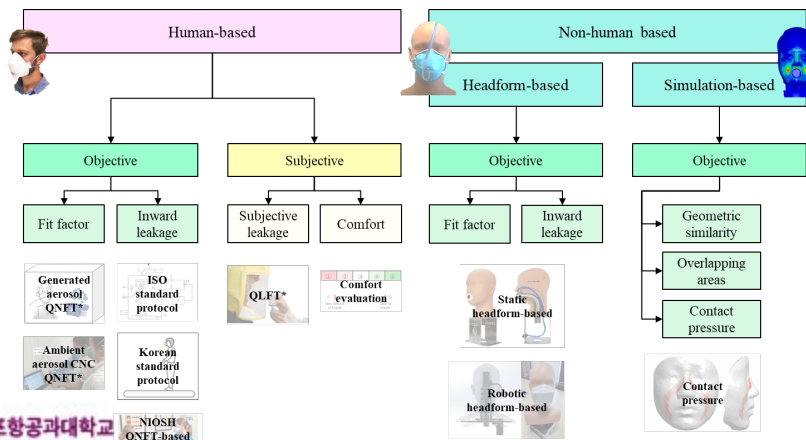 Human-based
Non-human based
Headform-based
Simulation-based
Objective
Subjective
Objective
Objective
Fit factor
Inward
leakage
Subjective
leakage
Comfort
Fit factor
Inward
leakage
Geometric
similarity
Overlapping
areas
Contact
pressure
Generated
aerosol
QNFT*
ISO
standard
protocol
QLFT*
Comfort
evaluation
Static
headform-based
Ambient
aerosol CNC
QNFT*
Korean
standard
protocol
Robotic
headform-based
Contact
pressure
NIOSH
QNFT-based
항공과대학교